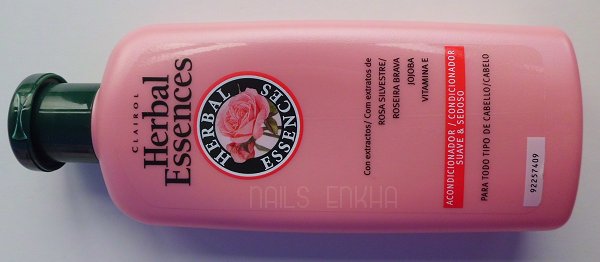 CLAIROL
Herbal
Essences
HERBAL
ESSENCES
Con extractos/ Com extratos de
ROSA SILVESTRE/
ROSEIRA BRAVA
JOJOBA
VITAMINA E
ACONDICIONADOR / CONDICIONADOR
SUAVE & SEDOSO
PARA TODO TIPO DE CABELLO/CABELO
92257409
NAILS ENKHA